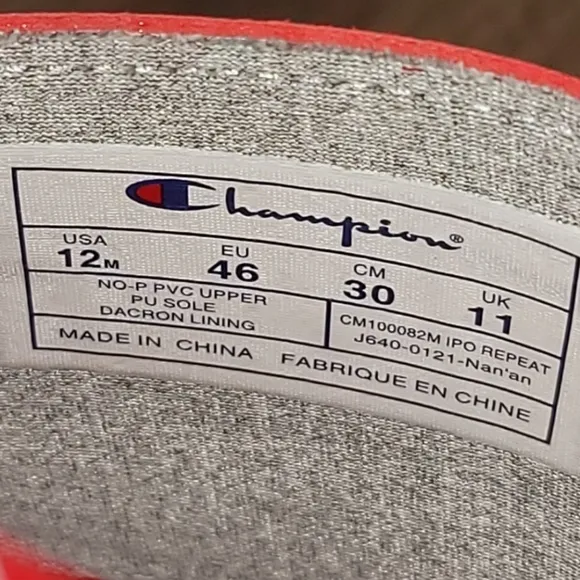 Champion®
USA EU CM UK
12M 46 30 11
NO-P PVC UPPER
PU SOLE
DACRON LINING
CM100082M IPO REPEAT
J640-0121-Nan'an
MADE IN CHINA FABRIQUE EN CHINE